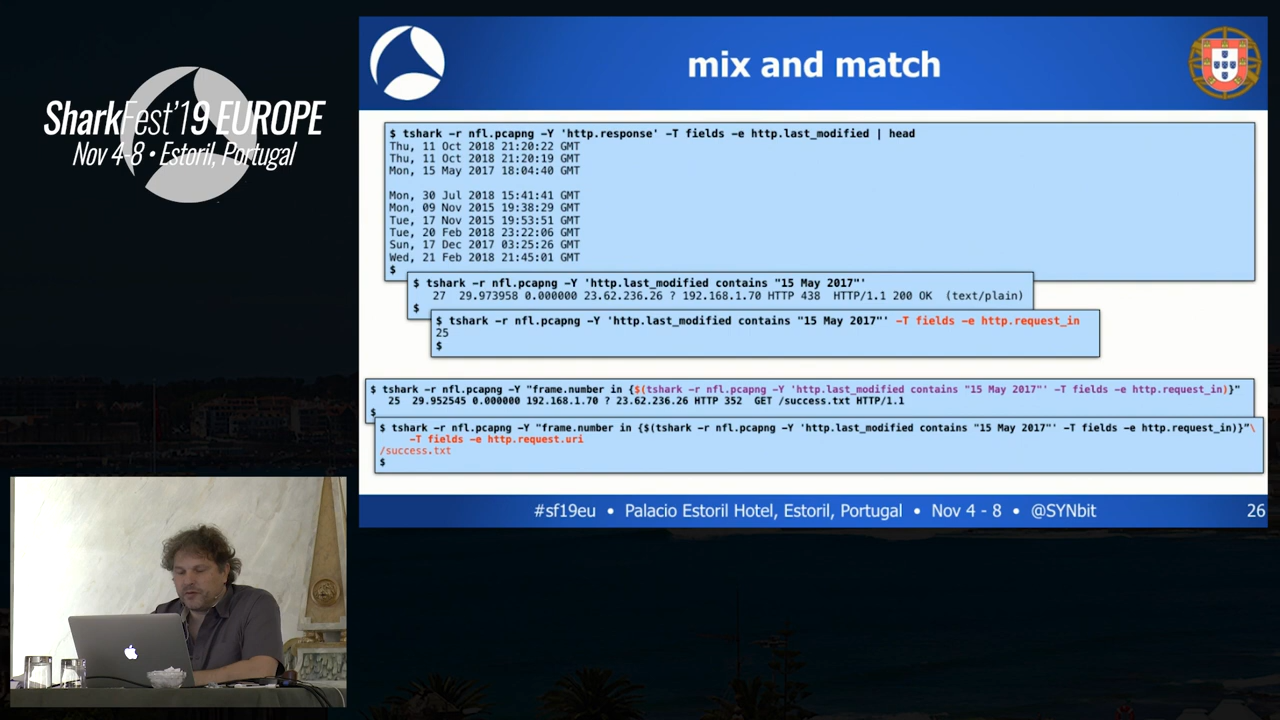 SharkFest'19 EUROPE
Nov 4-8 • Estoril, Portugal
mix and match
$ tshark -r nfl.pcapng -Y 'http.response' -T fields -e http.last_modified | head
Thu, 11 Oct 2018 21:20:22 GMT
Thu, 11 Oct 2018 21:20:19 GMT
Mon, 15 May 2017 18:04:40 GMT
Mon, 30 Jul 2018 15:41:41 GMT
Mon, 09 Nov 2015 19:38:29 GMT
Tue, 17 Nov 2015 19:53:51 GMT
Tue, 20 Feb 2018 23:22:06 GMT
Sun, 17 Dec 2017 03:25:26 GMT
Wed, 21 Feb 2018 21:45:01 GMT
$
$ tshark -r nfl.pcapng -Y 'http.last_modified contains "15 May 2017"'
27 29.973958 0.000000 23.62.236.26 ? 192.168.1.70 HTTP 438 HTTP/1.1 200 OK (text/plain)
$
$ tshark -r nfl.pcapng -Y 'http.last_modified contains "15 May 2017"' -T fields -e http.request_in
25
$
$ tshark -r nfl.pcapng -Y "frame.number in {$(tshark -r nfl.pcapng -Y 'http.last_modified contains "15 May 2017"' -T fields -e http.request_in)}"
25 29.952545 0.000000 192.168.1.70 ? 23.62.236.26 HTTP 352 GET /success.txt HTTP/1.1
$
$ tshark -r nfl.pcapng -Y "frame.number in {$(tshark -r nfl.pcapng -Y 'http.last_modified contains "15 May 2017"' -T fields -e http.request_in)}"\
-T fields -e http.request.uri
/success.txt
$
#sf19eu • Palacio Estoril Hotel, Estoril, Portugal • Nov 4 - 8 • @SYNbit
26